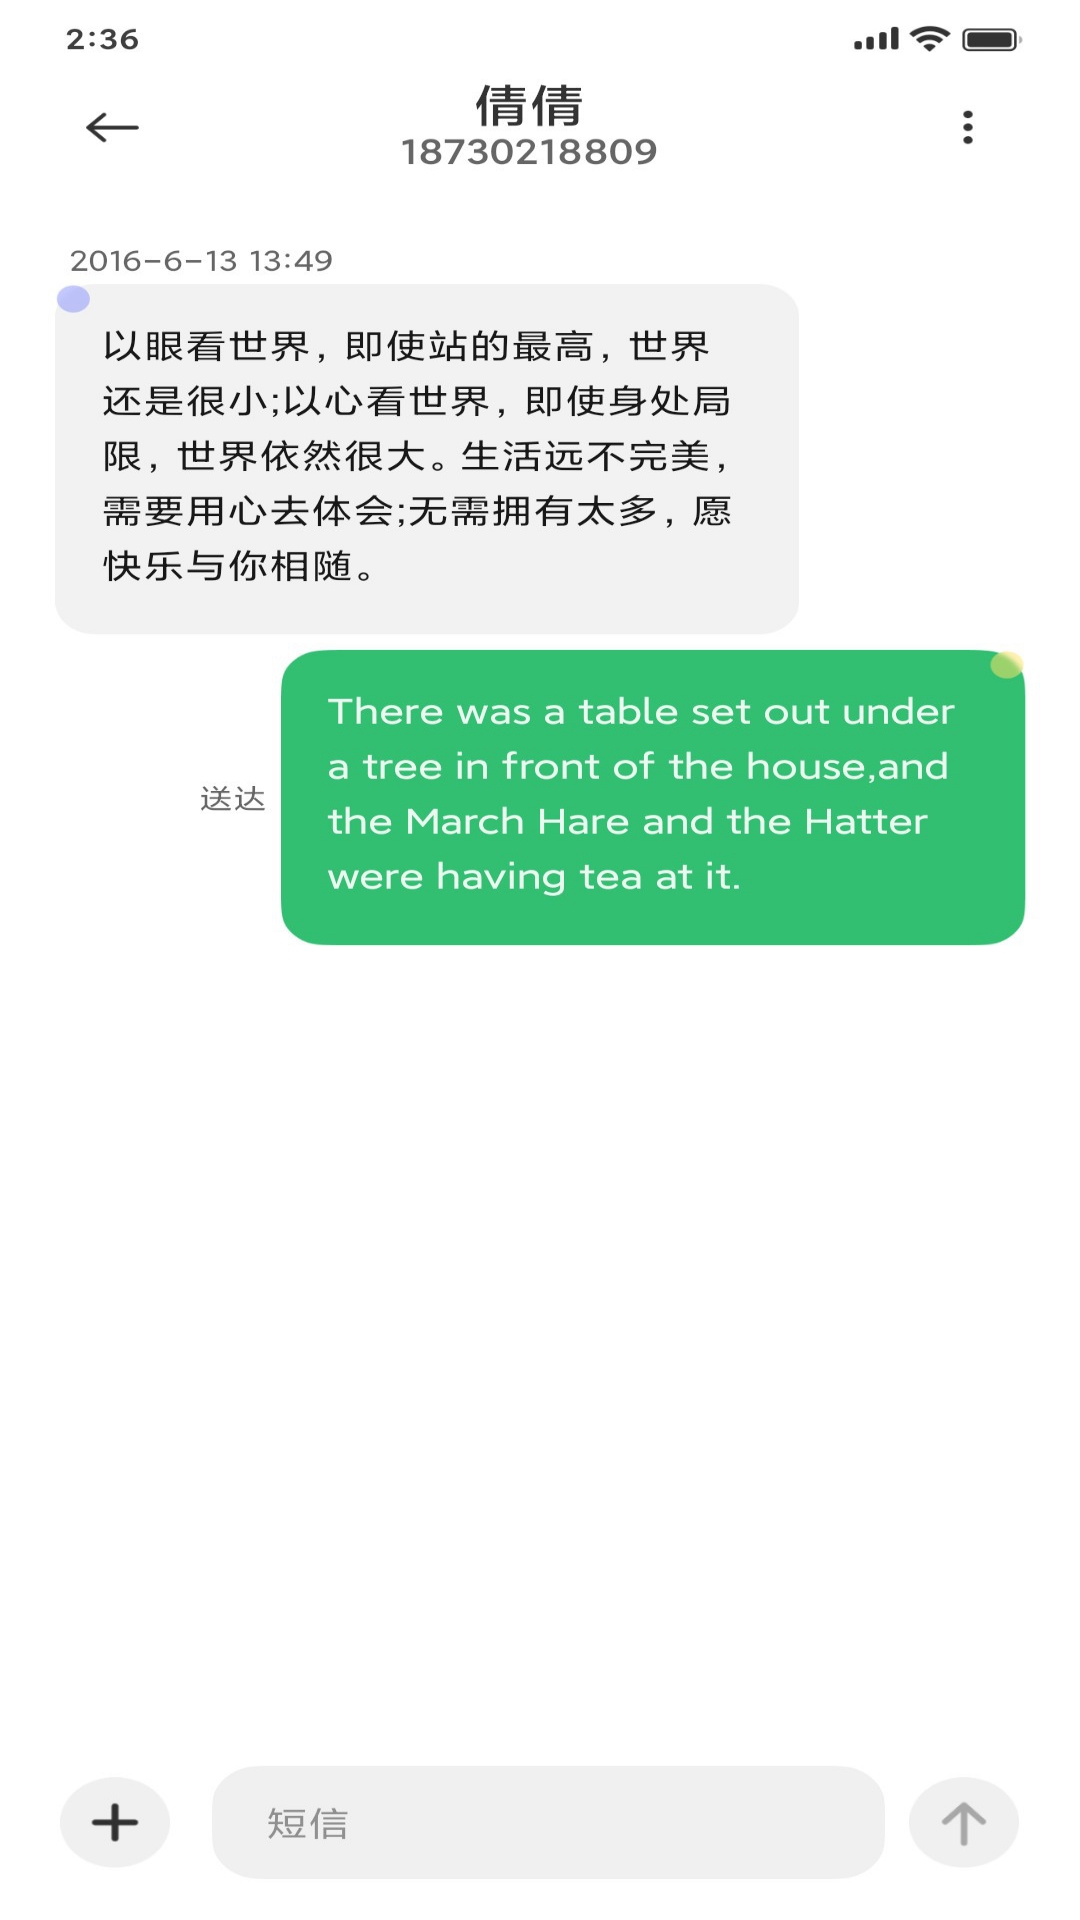 2:36
倩倩
18730218809
2016-6-13 13:49
以眼看世界，即使站的最高，世界
还是很小;以心看世界，即使身处局
限，世界依然很大。生活远不完美，
需要用心去体会;无需拥有太多，愿
快乐与你相随。
There was a table set out under
a tree in front of the house,and
the March Hare and the Hatter
were having tea at it.
送达
短信